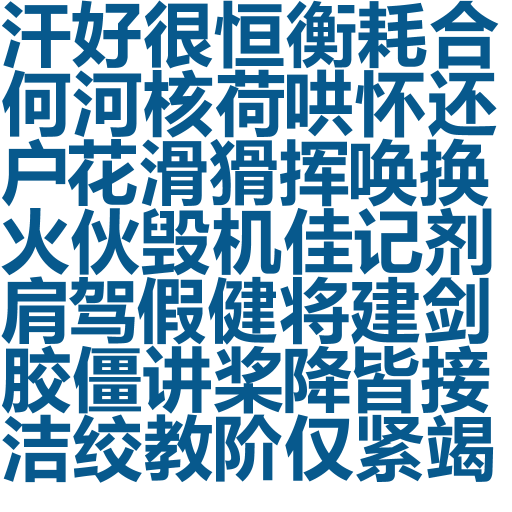 汗好很恒衡耗合
何河核荷哄怀还
户花滑猾挥唤换
火伙毁机佳记剂
肩驾假健将建剑
胶僵讲桨降皆接
洁绞教阶仅紧竭